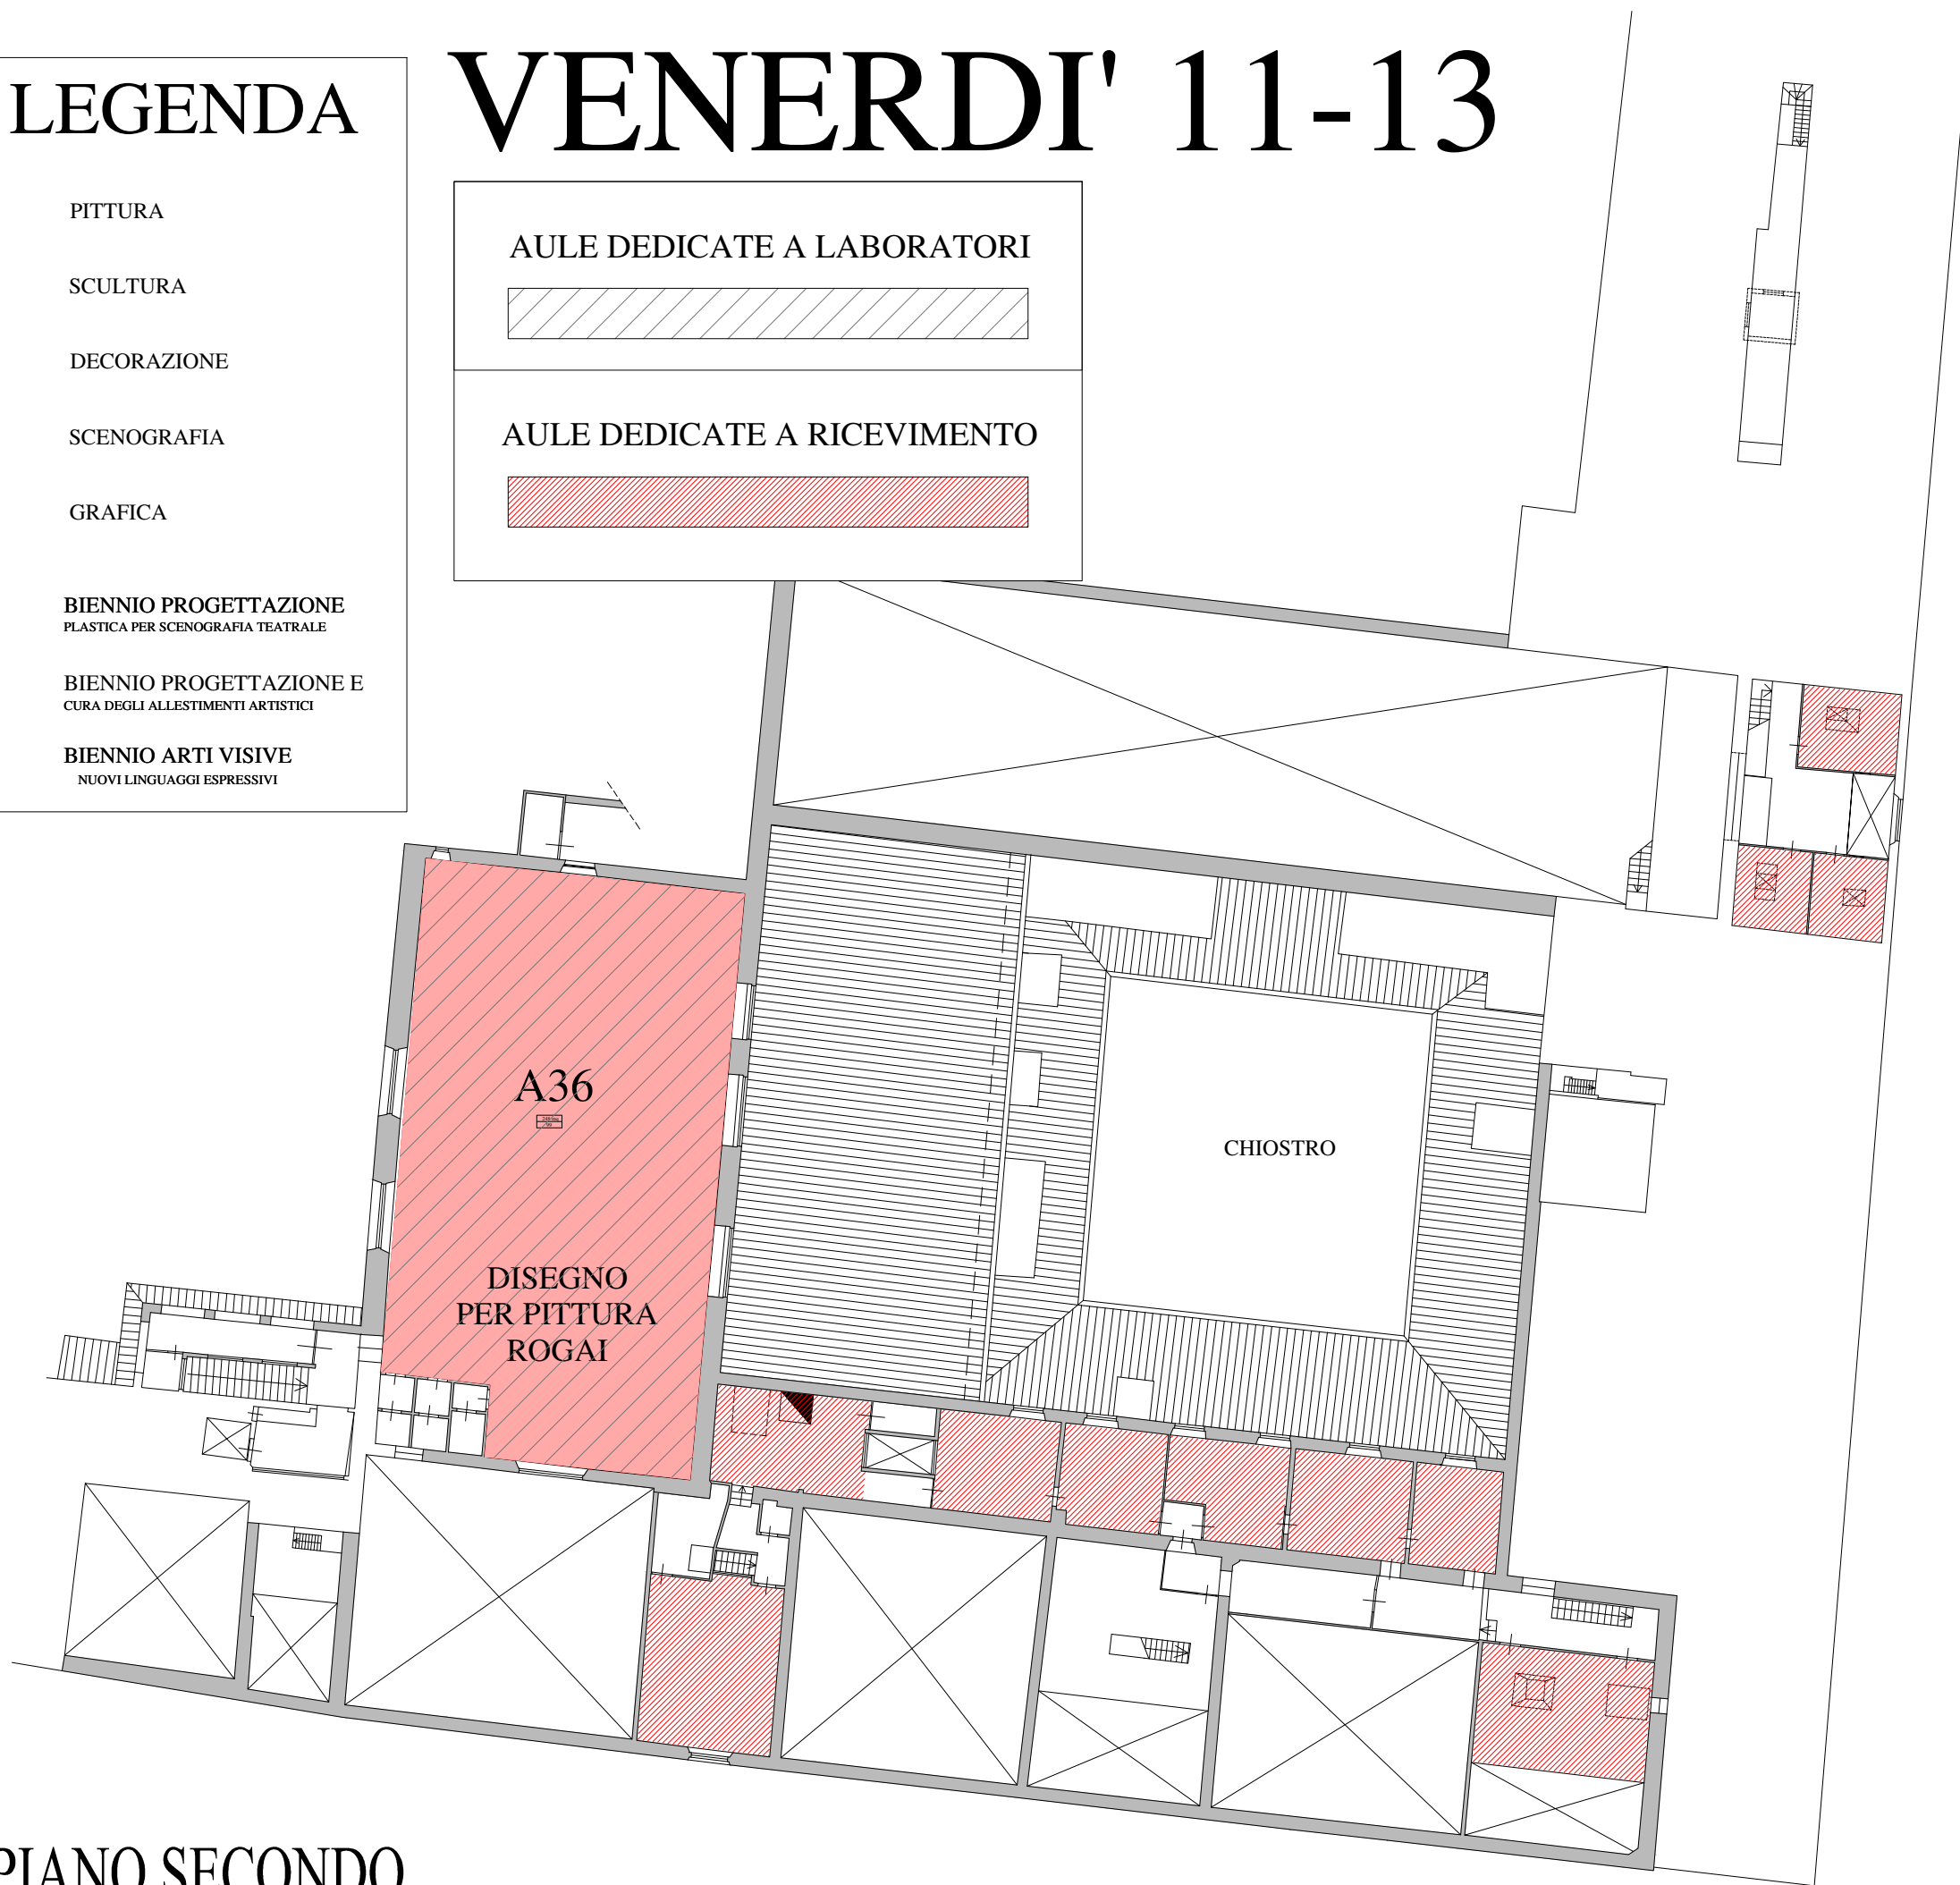 VENERDI' 11-13
LEGENDA
PITTURA
SCULTURA
DECORAZIONE
SCENOGRAFIA
GRAFICA
BIENNIO PROGETTAZIONE
PLASTICA PER SCENOGRAFIA TEATRALE
BIENNIO PROGETTAZIONE E
CURA DEGLI ALLESTIMENTI ARTISTICI
BIENNIO ARTI VISIVE
NUOVI LINGUAGGI ESPRESSIVI
AULE DEDICATE A LABORATORI
AULE DEDICATE A RICEVIMENTO
A36
DISEGNO
PER PITTURA
ROGAI
CHIOSTRO
PIANO SECONDO